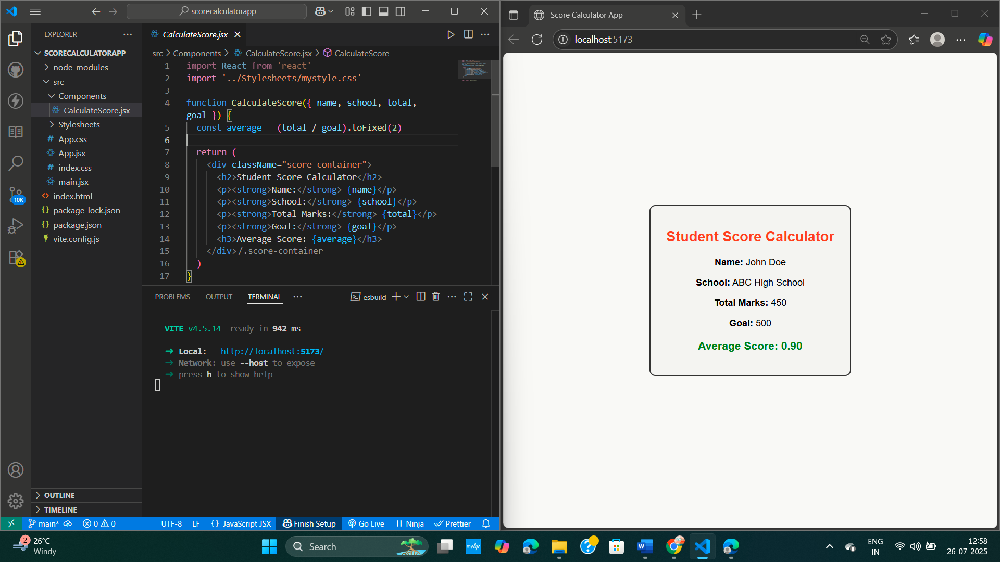 scorecalculatorapp
EXPLORER
SCORECALCULATORAPP
node_modules
src
Components
CalculateScore.jsx
Stylesheets
App.css
App.jsx
index.css
main.jsx
index.html
package-lock.json
package.json
vite.config.js
10K
OUTLINE
TIMELINE
CalculateScore.jsx
src > Components > CalculateScore.jsx > CalculateScore
1 import React from 'react'
2 import '../Stylesheets/mystyle.css'
3
4 function CalculateScore({ name, school, total,
goal }) {
5 const average = (total / goal).toFixed(2)
6
7 return (
8 <div className="score-container">
9 <h2>Student Score Calculator</h2>
10 <p><strong>Name:</strong> {name}</p>
11 <p><strong>School:</strong> {school}</p>
12 <p><strong>Total Marks:</strong> {total}</p>
13 <p><strong>Goal:</strong> {goal}</p>
14 <h3>Average Score: {average}</h3>
15 </div>/.score-container
16 )
17 }
PROBLEMS OUTPUT TERMINAL
esbuild
VITE v4.5.14 ready in 942 ms
➜ Local: http://localhost:5173/
➜ Network: use --host to expose
➜ press h to show help
main* 0 0 UTF-8 LF {} JavaScript JSX Finish Setup Go Live Ninja Prettier
Score Calculator App
localhost:5173
Student Score Calculator
Name: John Doe
School: ABC High School
Total Marks: 450
Goal: 500
Average Score: 0.90
2
26°C
Windy
Search
myhp
W
ENG
IN
12:58
26-07-2025